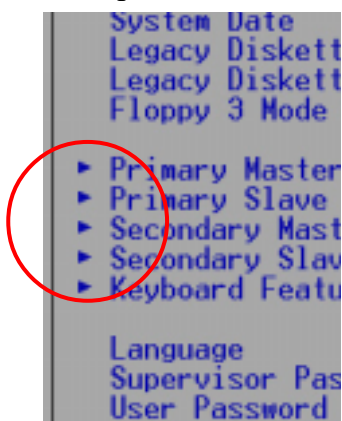 System Date
Legacy Diskett
Legacy Diskett
Floppy 3 Mode
Primary Master
Primary Slave
Secondary Mast
Secondary Slav
Keyboard Featu
Language
Supervisor Pas
User Password